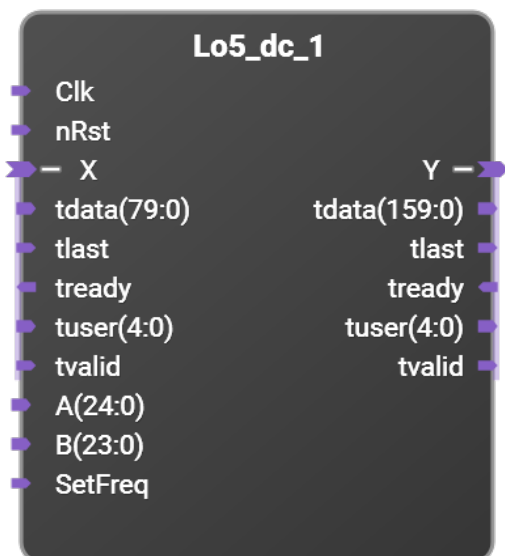 Lo5_dc_1
Clk
nRst
X Y
tdata(79:0) tdata(159:0)
tlast tlast
tready tready
tuser(4:0) tuser(4:0)
tvalid tvalid
A(24:0)
B(23:0)
SetFreq